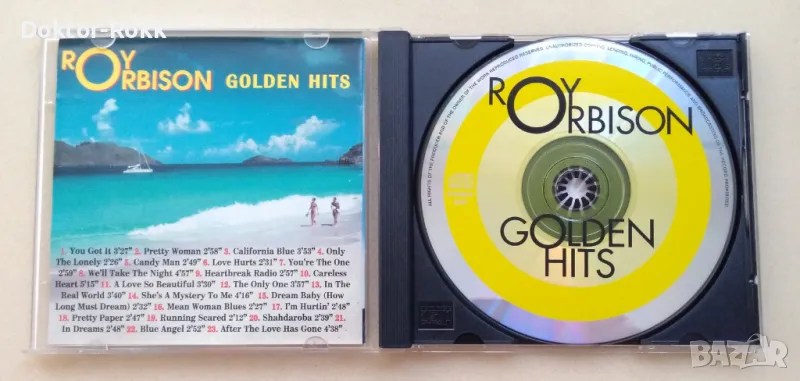 Doktor-Rokk
ROY
ORBISON GOLDEN HITS
1. You Got It 3'27" 2. Pretty Woman 2'58" 3. California Blue 3'53" 4. Only
The Lonely 2'26" 5. Candy Man 2'49" 6. Love Hurts 2'31" 7. You're The One
2'59" 8. We'll Take The Night 4'57" 9. Heartbreak Radio 2'57" 10. Careless
Heart 3'15" 11. A Love So Beautiful 3'30" 12. The Only One 3'57" 13. In The
Real World 3'40" 14. She's A Mystery To Me 4'16" 15. Dream Baby (How
Long Must Dream) 2'32" 16. Mean Woman Blues 2'27" 17. I'm Hurtin' 2'48"
18. Pretty Paper 2'47" 19. Running Scared 2'12" 20. Shahdaroba 2'39" 21.
In Dreams 2'48" 22. Blue Angel 2'52" 23. After The Love Has Gone 4'38"
ROY
ORBISON
GOLDEN
HITS
BAZAR